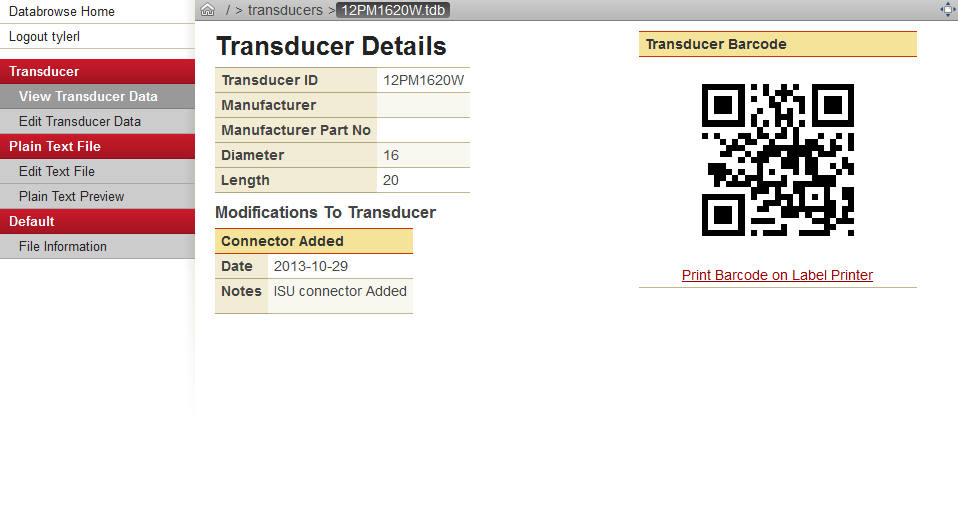 Databrowse Home
Logout tylerl
Transducer
View Transducer Data
Edit Transducer Data
Plain Text File
Edit Text File
Plain Text Preview
Default
File Information
/ > transducers > 12PM1620W.tdb
Transducer Details
Transducer ID 12PM1620W
Manufacturer
Manufacturer Part No
Diameter 16
Length 20
Modifications To Transducer
Connector Added
Date 2013-10-29
Notes ISU connector Added
Transducer Barcode
Print Barcode on Label Printer